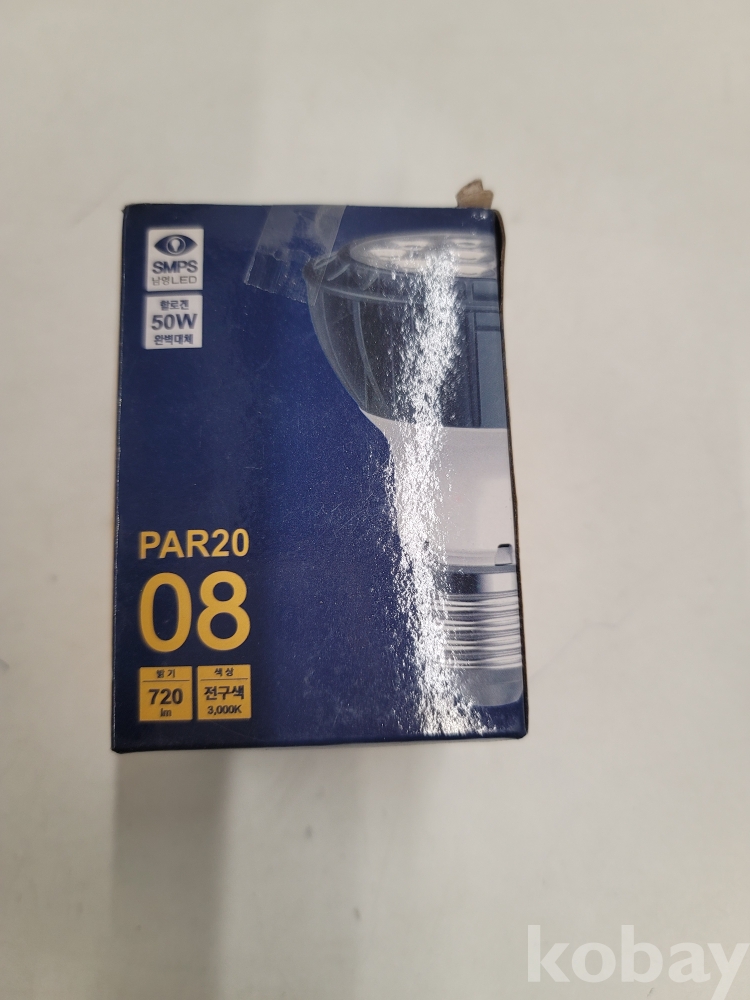 SMPS
남영LED
할로겐
50W
완벽대체
PAR20
08
밝기
720
lm
색상
전구색
3,000K
kobay